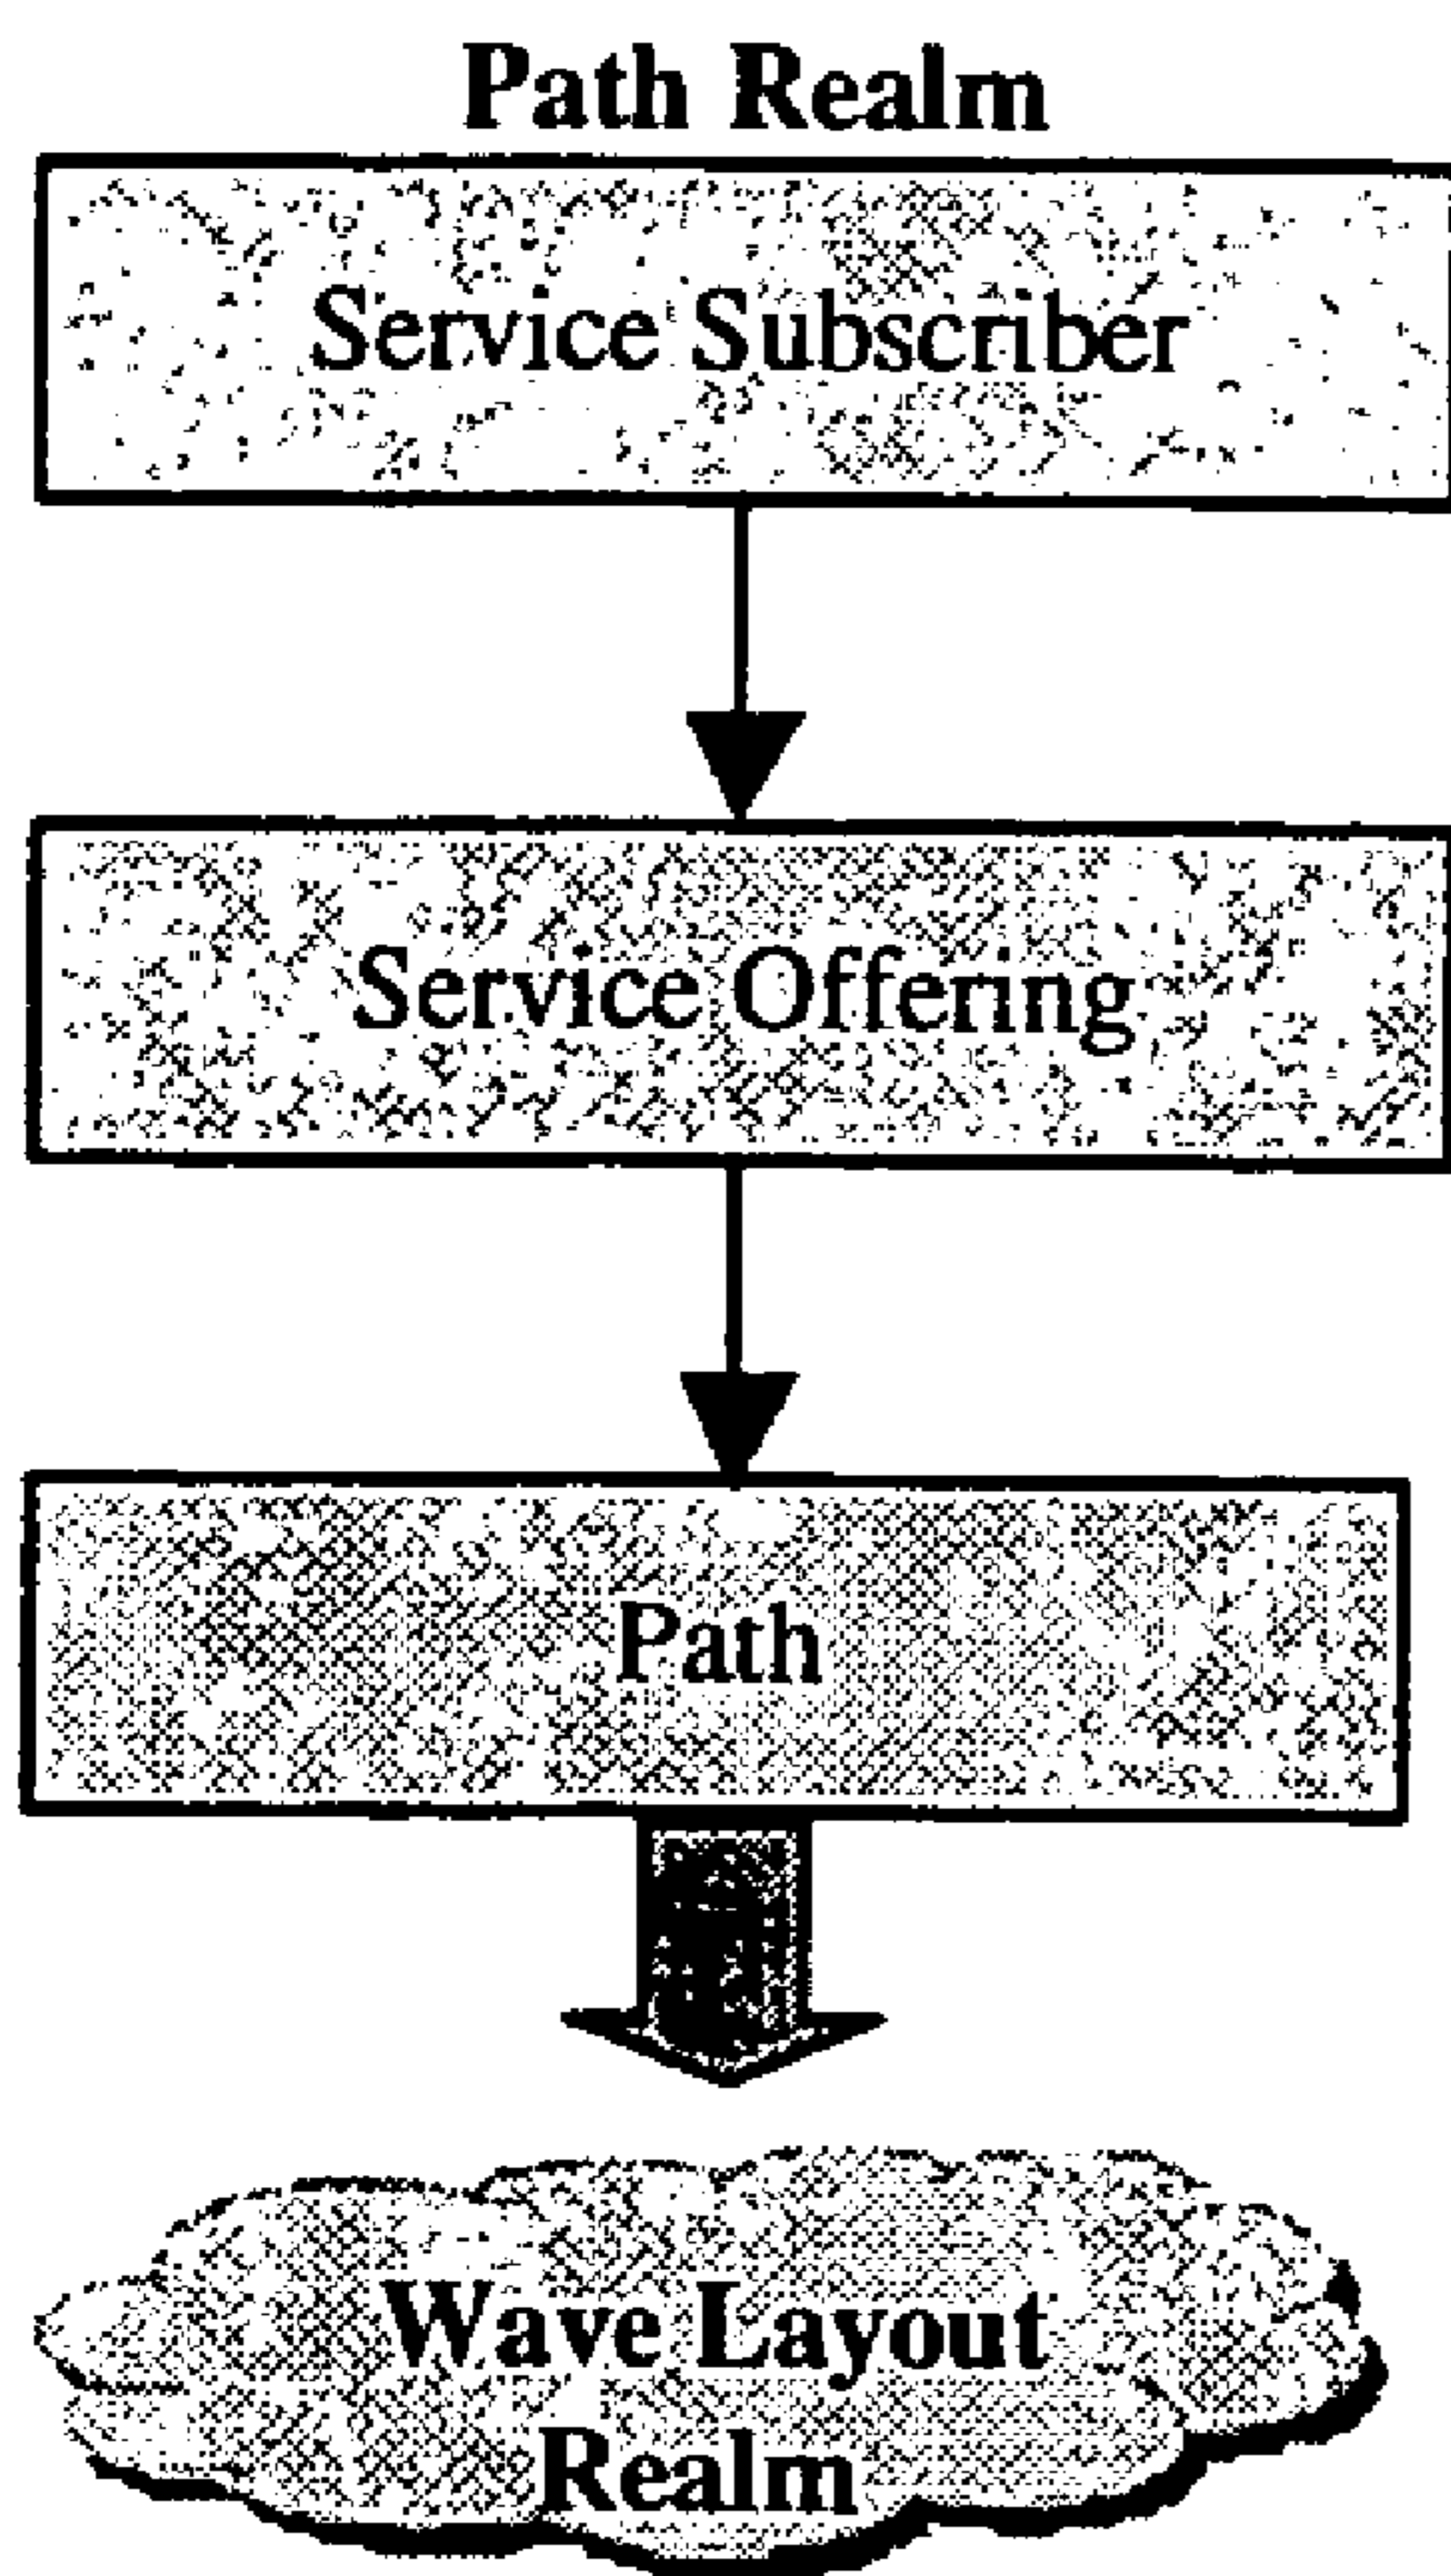 Path Realm
Service Subscriber
Service Offering
Path
Wave Layout
Realm